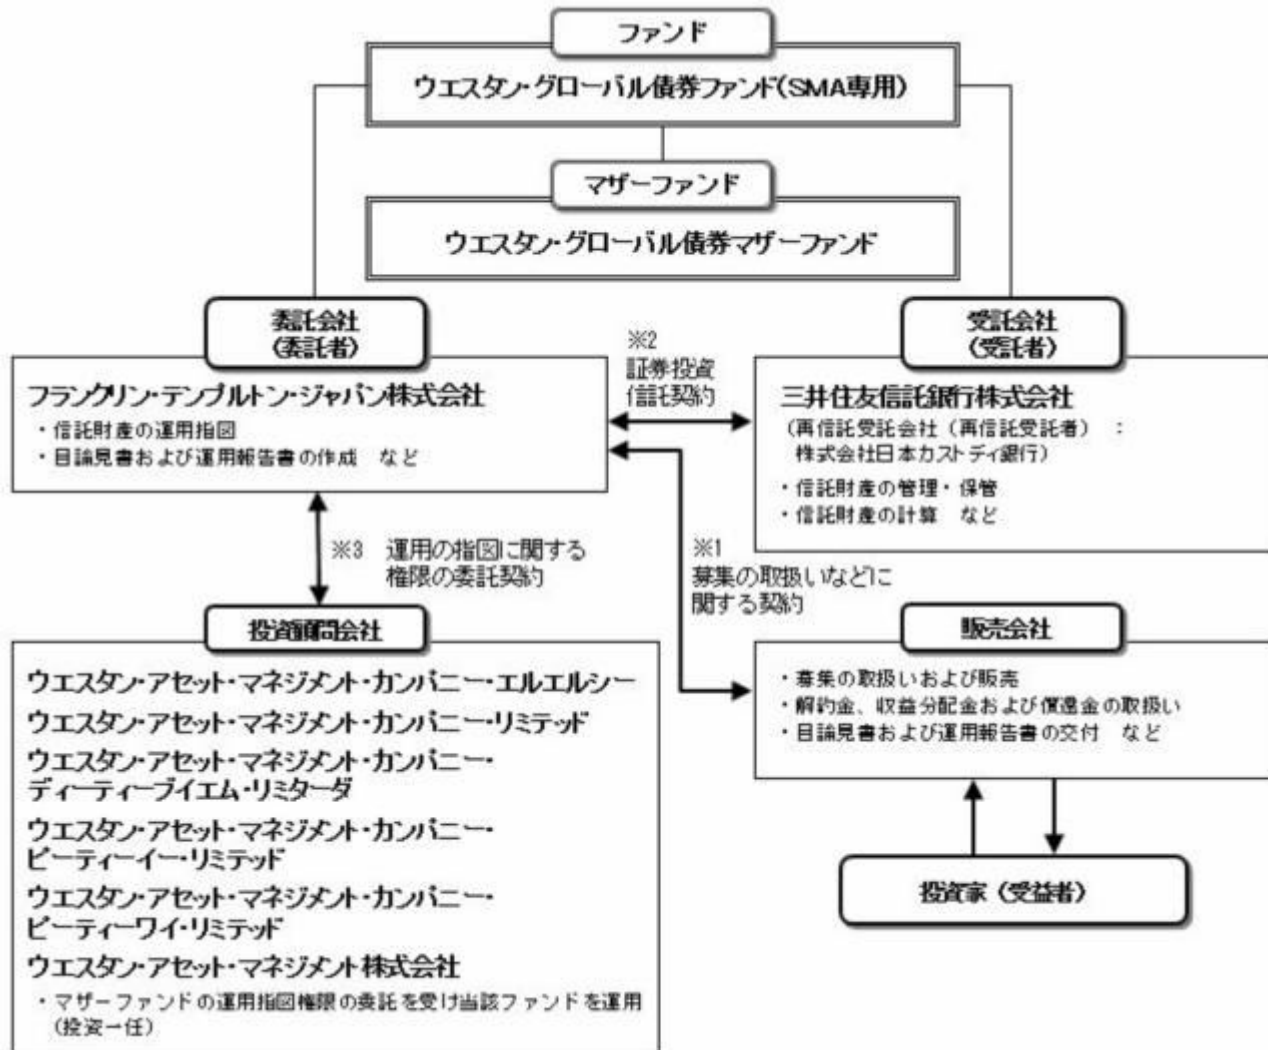 ファンド
ウエスタン・グローバル債券ファンド(SMA専用)
マザーファンド
ウエスタン・グローバル債券マザーファンド
委託会社
(委託者)
フランクリン・テンプルトン・ジャパン株式会社
・信託財産の運用指図
・目論見書および運用報告書の作成 など
※2
証券投資
信託契約
受託会社
(受託者)
三井住友信託銀行株式会社
(再信託受託会社(再信託受託者) :
株式会社日本カストディ銀行)
・信託財産の管理・保管
・信託財産の計算 など
※3 運用の指図に関する
権限の委託契約
※1
募集の取扱いなどに
関する契約
投資顧問会社
ウエスタン・アセット・マネジメント・カンパニー・エルエルシー
ウエスタン・アセット・マネジメント・カンパニー・リミテッド
ウエスタン・アセット・マネジメント・カンパニー・
ディーティーブイエム・リミターダ
ウエスタン・アセット・マネジメント・カンパニー・
ピーティーイー・リミテッド
ウエスタン・アセット・マネジメント・カンパニー・
ピーティーワイ・リミテッド
ウエスタン・アセット・マネジメント株式会社
・マザーファンドの運用指図権限の委託を受け当該ファンドを運用
(投資一任)
販売会社
・募集の取扱いおよび販売
・解約金、収益分配金および償還金の取扱い
・目論見書および運用報告書の交付 など
投資家(受益者)